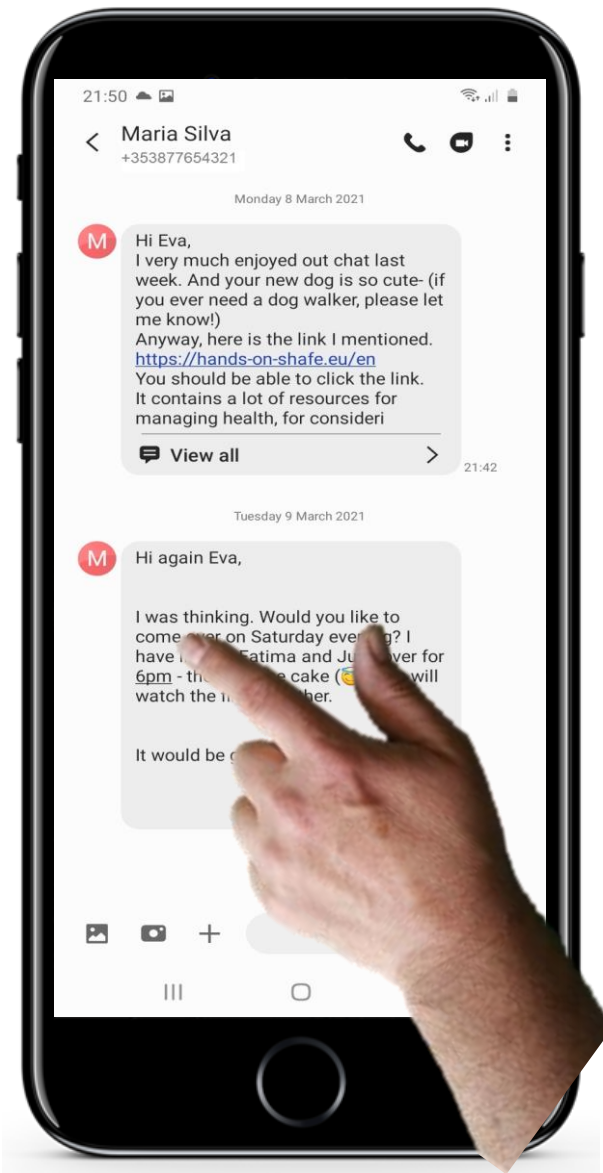 21:50
Maria Silva
+353877654321
Monday 8 March 2021
M
Hi Eva,
I very much enjoyed out chat last
week. And your new dog is so cute- (if
you ever need a dog walker, please let
me know!)
Anyway, here is the link I mentioned.
https://hands-on-shafe.eu/en
You should be able to click the link.
It contains a lot of resources for
managing health, for consideri
View all
21:42
Tuesday 9 March 2021
M
Hi again Eva,
I was thinking. Would you like to
come over on Saturday evening? I
have Fatima and over for
6pm - cake (😇 will
watch the
It would be